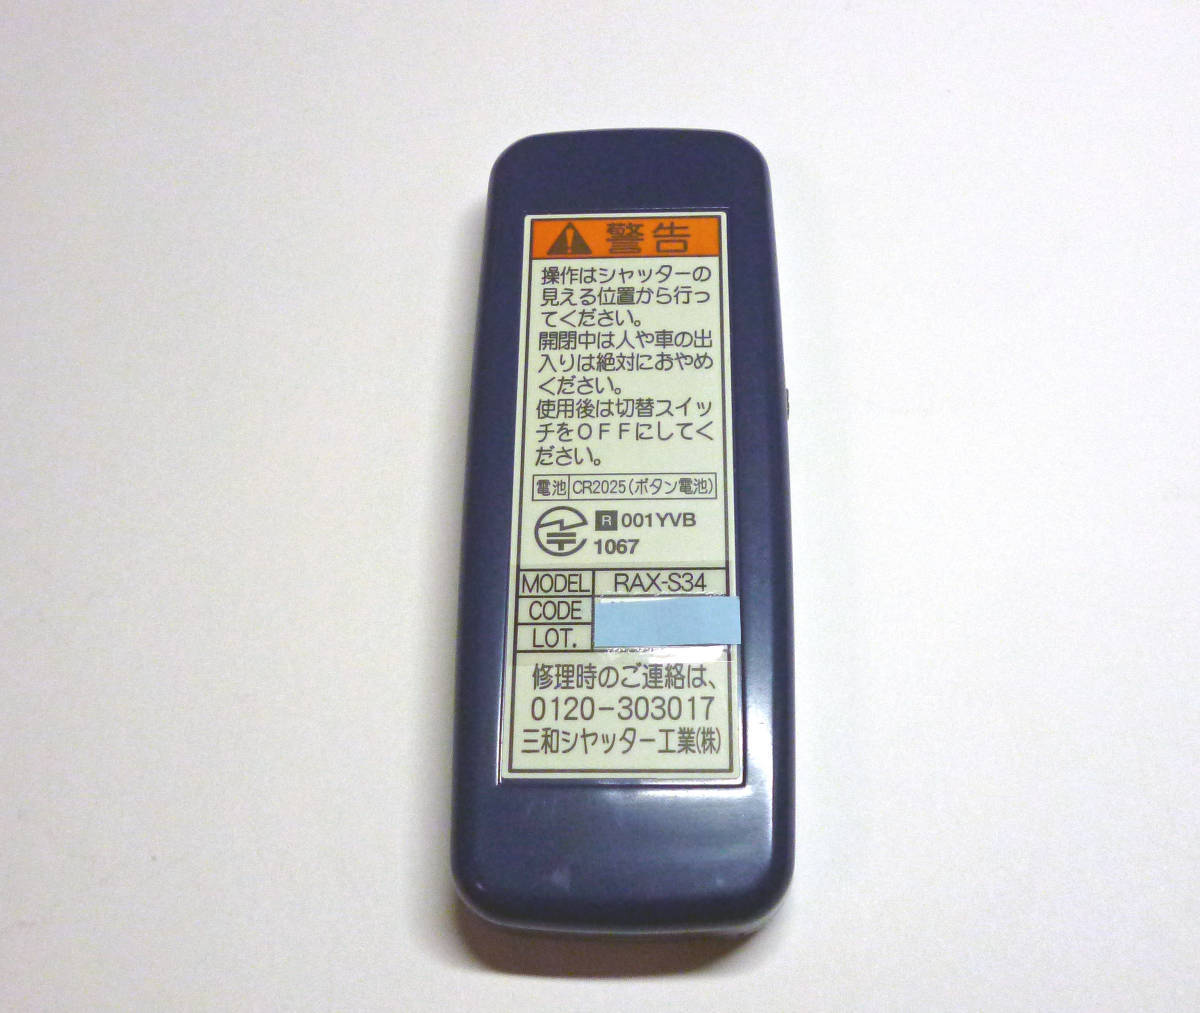 警告
操作はシャッターの
見える位置から行っ
てください。
開閉中は人や車の出
入りは絶対におやめ
ください。
使用後は切替スイッ
チをOFFにしてく
ださい。
電池 CR2025(ボタン電池)
R 001YVB
1067
MODEL RAX-S34
CODE
LOT.
修理時のご連絡は、
0120-303017
三和シヤッター工業(株)